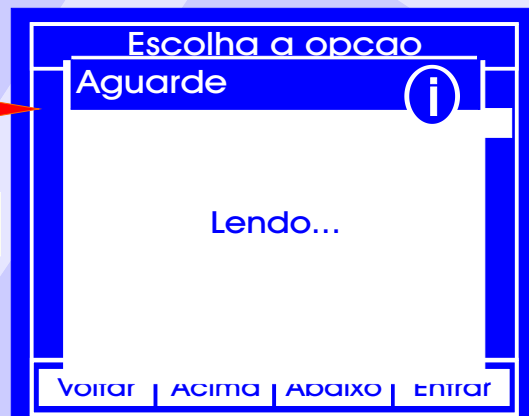 Escolha a opcao
Aguarde
i
Lendo...
Voltar Acima Abaixo Entrar